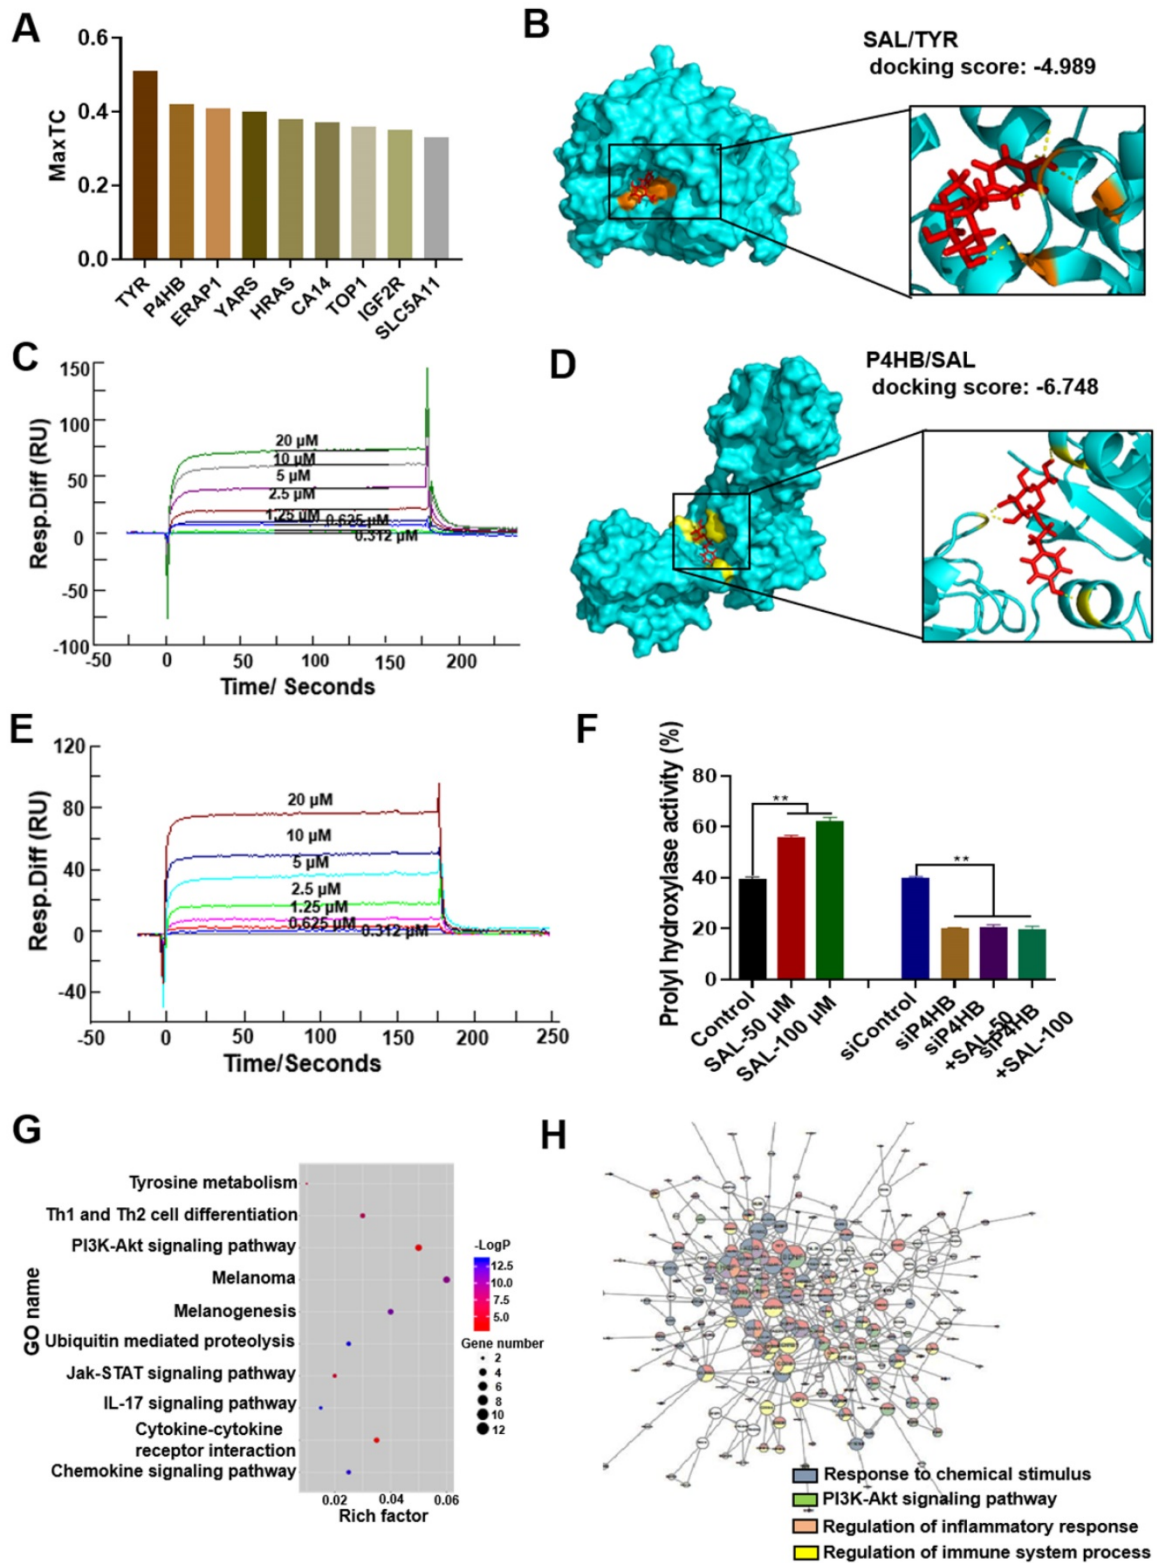 A
MaxTC
0.6
0.4
0.2
0.0
TYR
P4HB
ERAP1
YARS
HRAS
CA14
TOP1
IGF2R
SLC5A11
B
SAL/TYR
docking score: -4.989
C
Resp.Diff (RU)
150
100
50
0
-50
-100
20 µM
10 µM
5 µM
2.5 µM
1.25 µM
0.625 µM
0.312 µM
-50
0
50
100
150
200
Time/ Seconds
D
P4HB/SAL
docking score: -6.748
E
Resp.Diff (RU)
120
80
40
0
-40
20 µM
10 µM
5 µM
2.5 µM
1.25 µM
0.625 µM
0.312 µM
-50
0
50
100
150
200
250
Time/Seconds
F
Prolyl hydroxylase activity (%)
80
60
40
20
0
**
**
Control
SAL-50 µM
SAL-100 µM
siControl
siP4HB
siP4HB
+SAL-50
siP4HB
+SAL-100
G
GO name
Tyrosine metabolism
Th1 and Th2 cell differentiation
PI3K-Akt signaling pathway
Melanoma
Melanogenesis
Ubiquitin mediated proteolysis
Jak-STAT signaling pathway
IL-17 signaling pathway
Cytokine-cytokine
receptor interaction
Chemokine signaling pathway
0.02
0.04
0.06
Rich factor
-LogP
12.5
10.0
7.5
5.0
Gene number
2
4
6
8
10
12
H
Response to chemical stimulus
PI3K-Akt signaling pathway
Regulation of inflammatory response
Regulation of immune system process